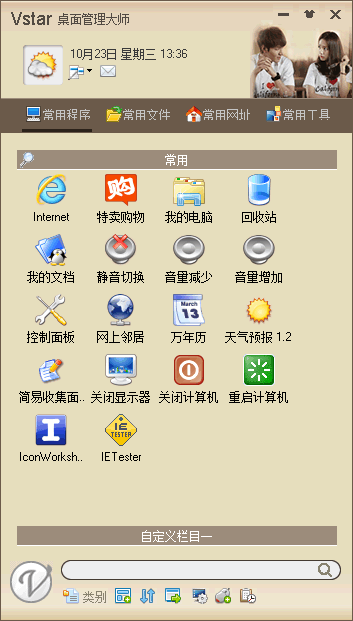 Vstar 桌面管理大师
10月23日 星期三 13:36
常用程序 常用文件 常用网址 常用工具
常用
Internet 特卖购物 我的电脑 回收站
我的文档 静音切换 音量减少 音量增加
控制面板 网上邻居 万年历 天气预报 1.2
简易收集面.. 关闭显示器 关闭计算机 重启计算机
IconWorksh.. IETester
自定义栏目一
类别
购
MARCH
13
IE
TESTER